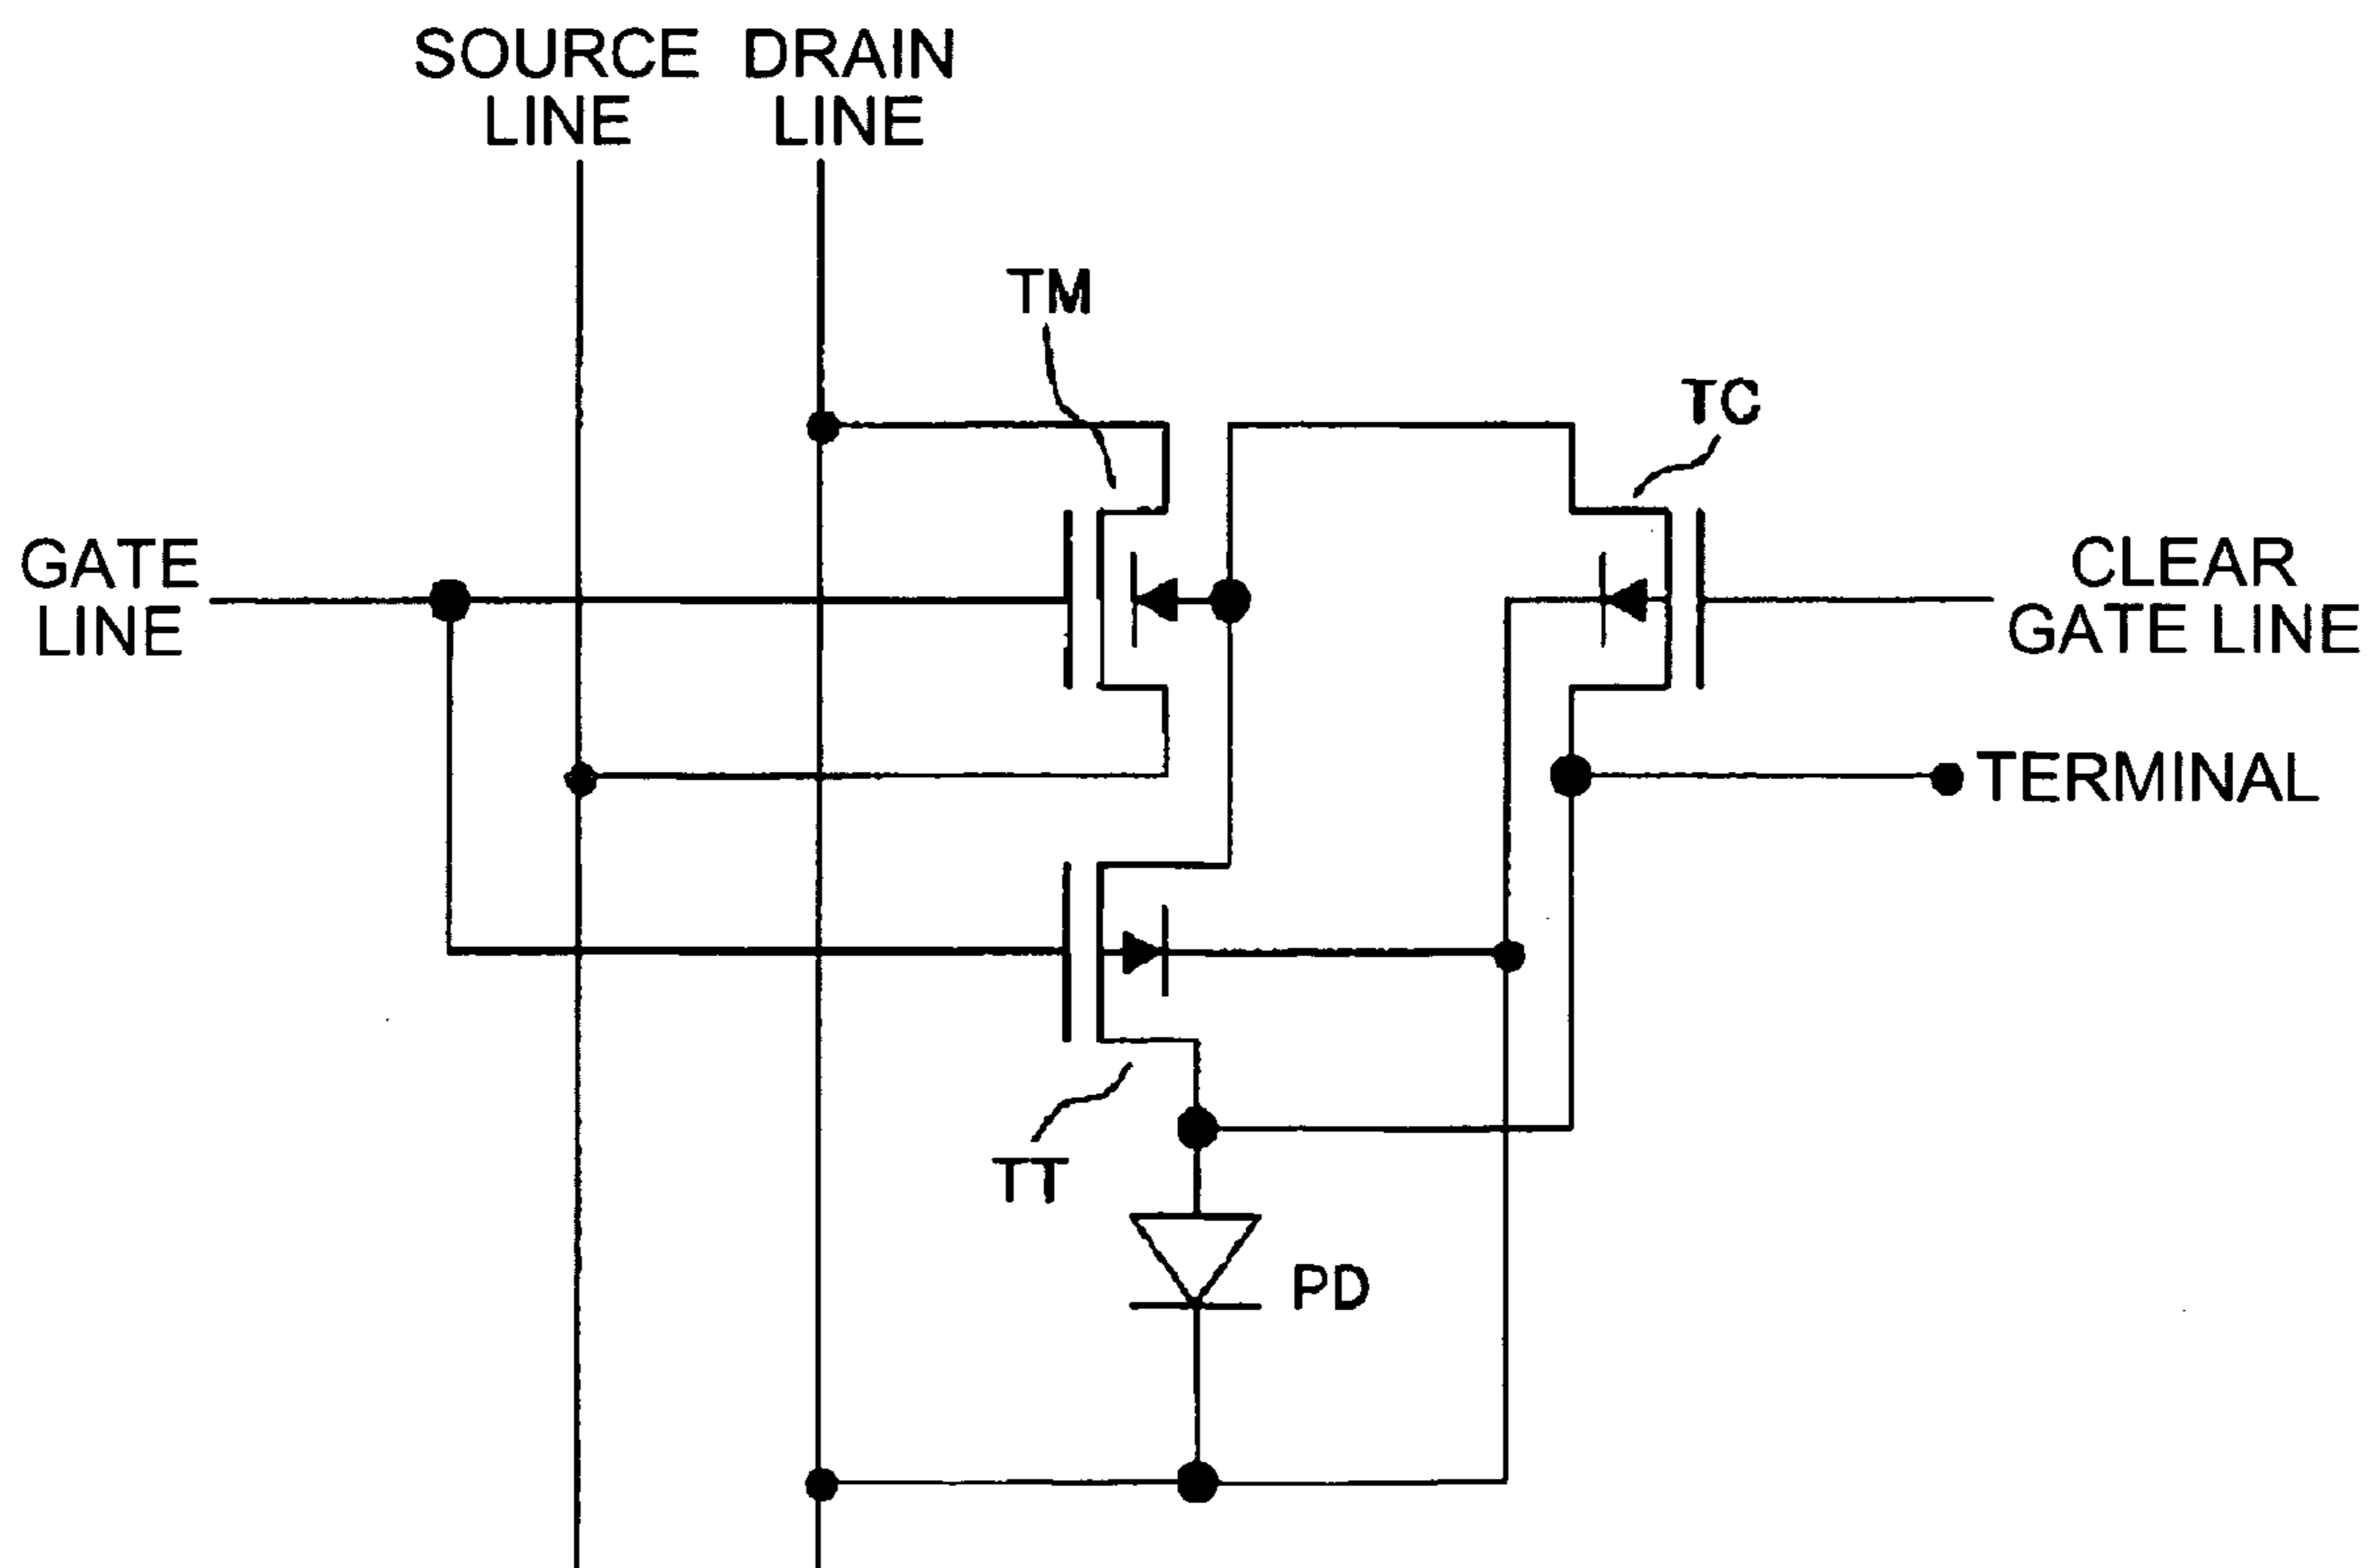 SOURCE
LINE
DRAIN
LINE
TM
TC
GATE
LINE
CLEAR
GATE LINE
TERMINAL
TT
PD